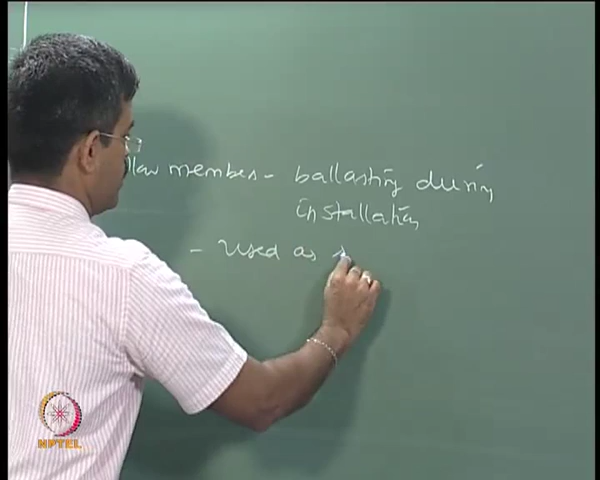 llow members - ballasting during
installation
- Used as s
NPTEL